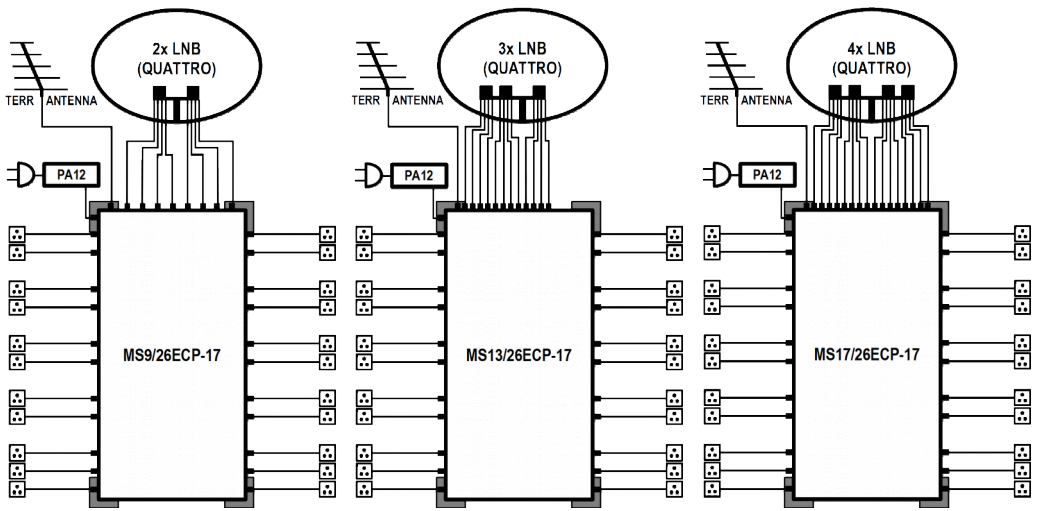 2x LNB
(QUATTRO)
TERR ANTENNA
PA12
MS9/26ECP-17
3x LNB
(QUATTRO)
TERR ANTENNA
PA12
MS13/26ECP-17
4x LNB
(QUATTRO)
TERR ANTENNA
PA12
MS17/26ECP-17